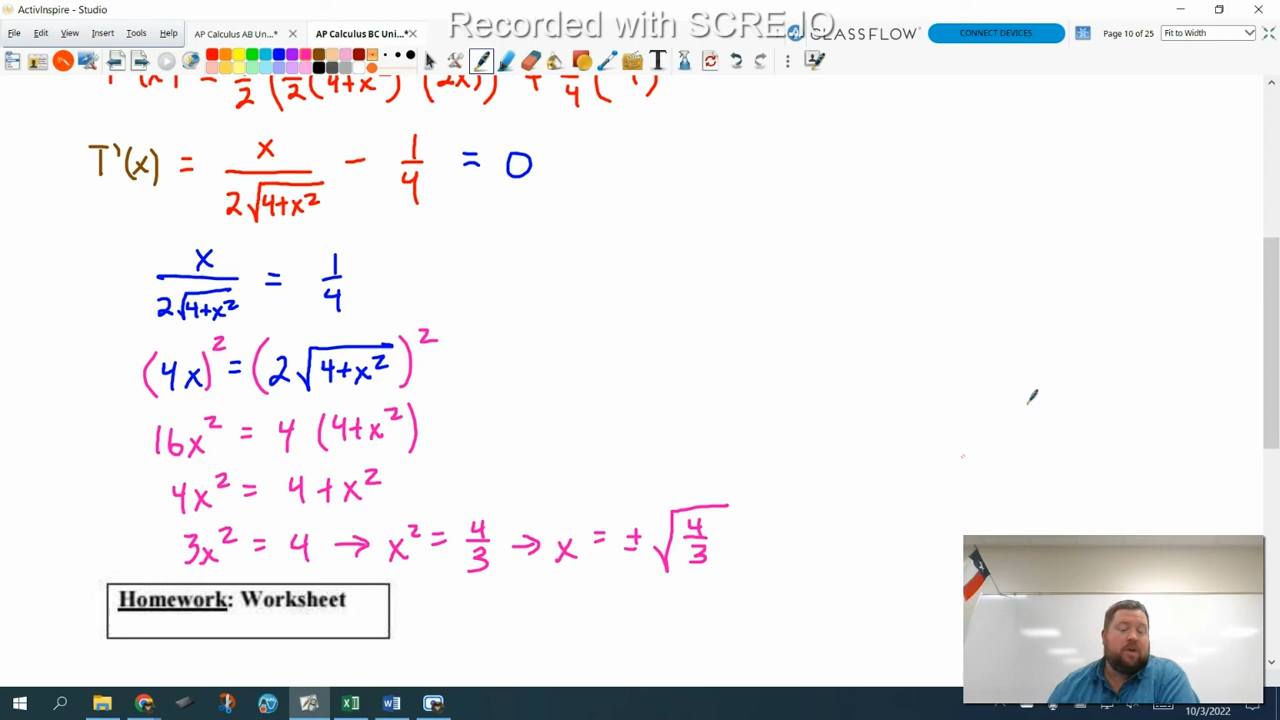 ActivInspire - Studio
Recorded with SCRE.IO
AP Calculus AB Un...*
AP Calculus BC Un...*
CLASSFLOW
CONNECT DEVICES
Page 10 of 25
Fit to Width
File Edit View Insert Tools Help
T'(x) = x/(2√(4+x²)) − 1/4 = 0
x/(2√(4+x²)) = 1/4
(4x)² = (2√(4+x²))²
16x² = 4 (4+x²)
4x² = 4 + x²
3x² = 4 → x² = 4/3 → x = ± √(4/3)
Homework: Worksheet
10/3/2022